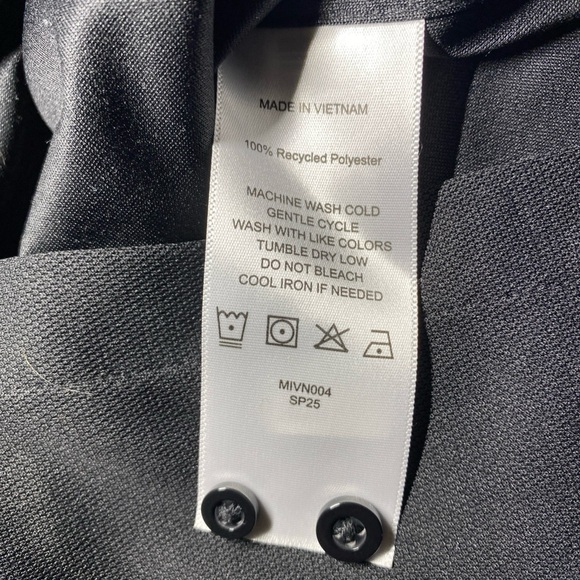 MADE IN VIETNAM
100% Recycled Polyester
MACHINE WASH COLD
GENTLE CYCLE
WASH WITH LIKE COLORS
TUMBLE DRY LOW
DO NOT BLEACH
COOL IRON IF NEEDED
MIVN004
SP25